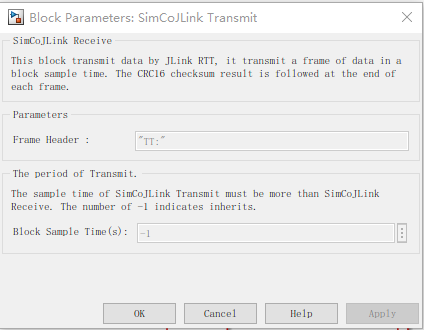 Block Parameters: SimCoJLink Transmit
SimCoJLink Receive
This block transmit data by JLink RTT, it transmit a frame of data in a
block sample time. The CRC16 checksum result is followed at the end of
each frame.
Parameters
Frame Header : "TT:"
The period of Transmit.
The sample time of SimCoJLink Transmit must be more than SimCoJLink
Receive. The number of -1 indicates inherits.
Block Sample Time(s): -1
OK Cancel Help Apply